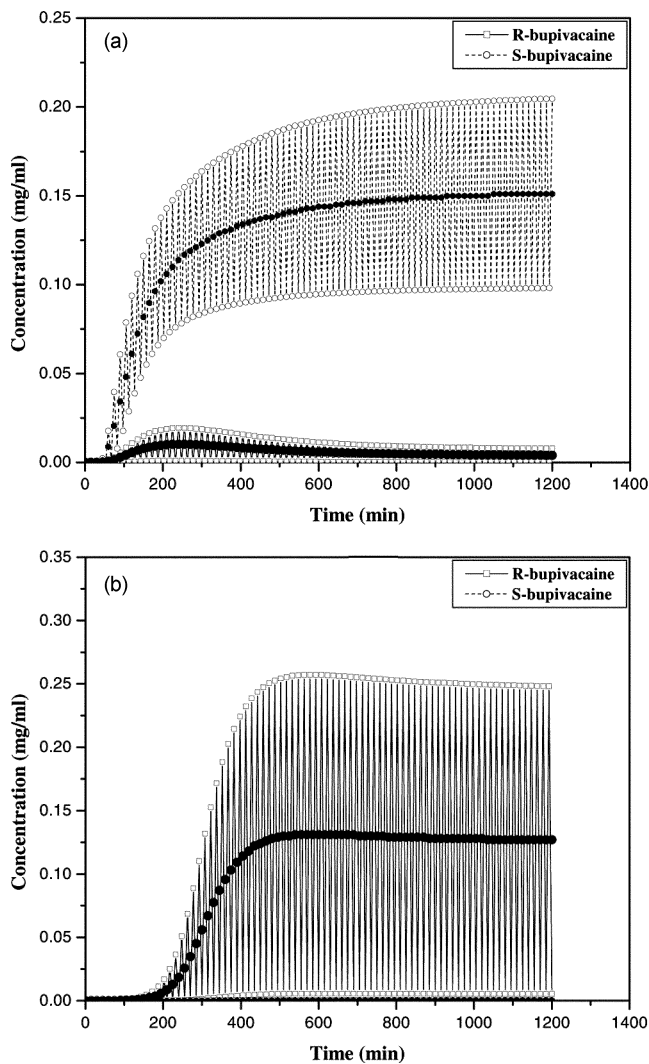 (a)
R-bupivacaine
S-bupivacaine
0.25
0.20
0.15
0.10
0.05
0.00
Concentration (mg/ml)
0 200 400 600 800 1000 1200 1400
Time (min)
(b)
R-bupivacaine
S-bupivacaine
0.35
0.30
0.25
0.20
0.15
0.10
0.05
0.00
Concentration (mg/ml)
0 200 400 600 800 1000 1200 1400
Time (min)